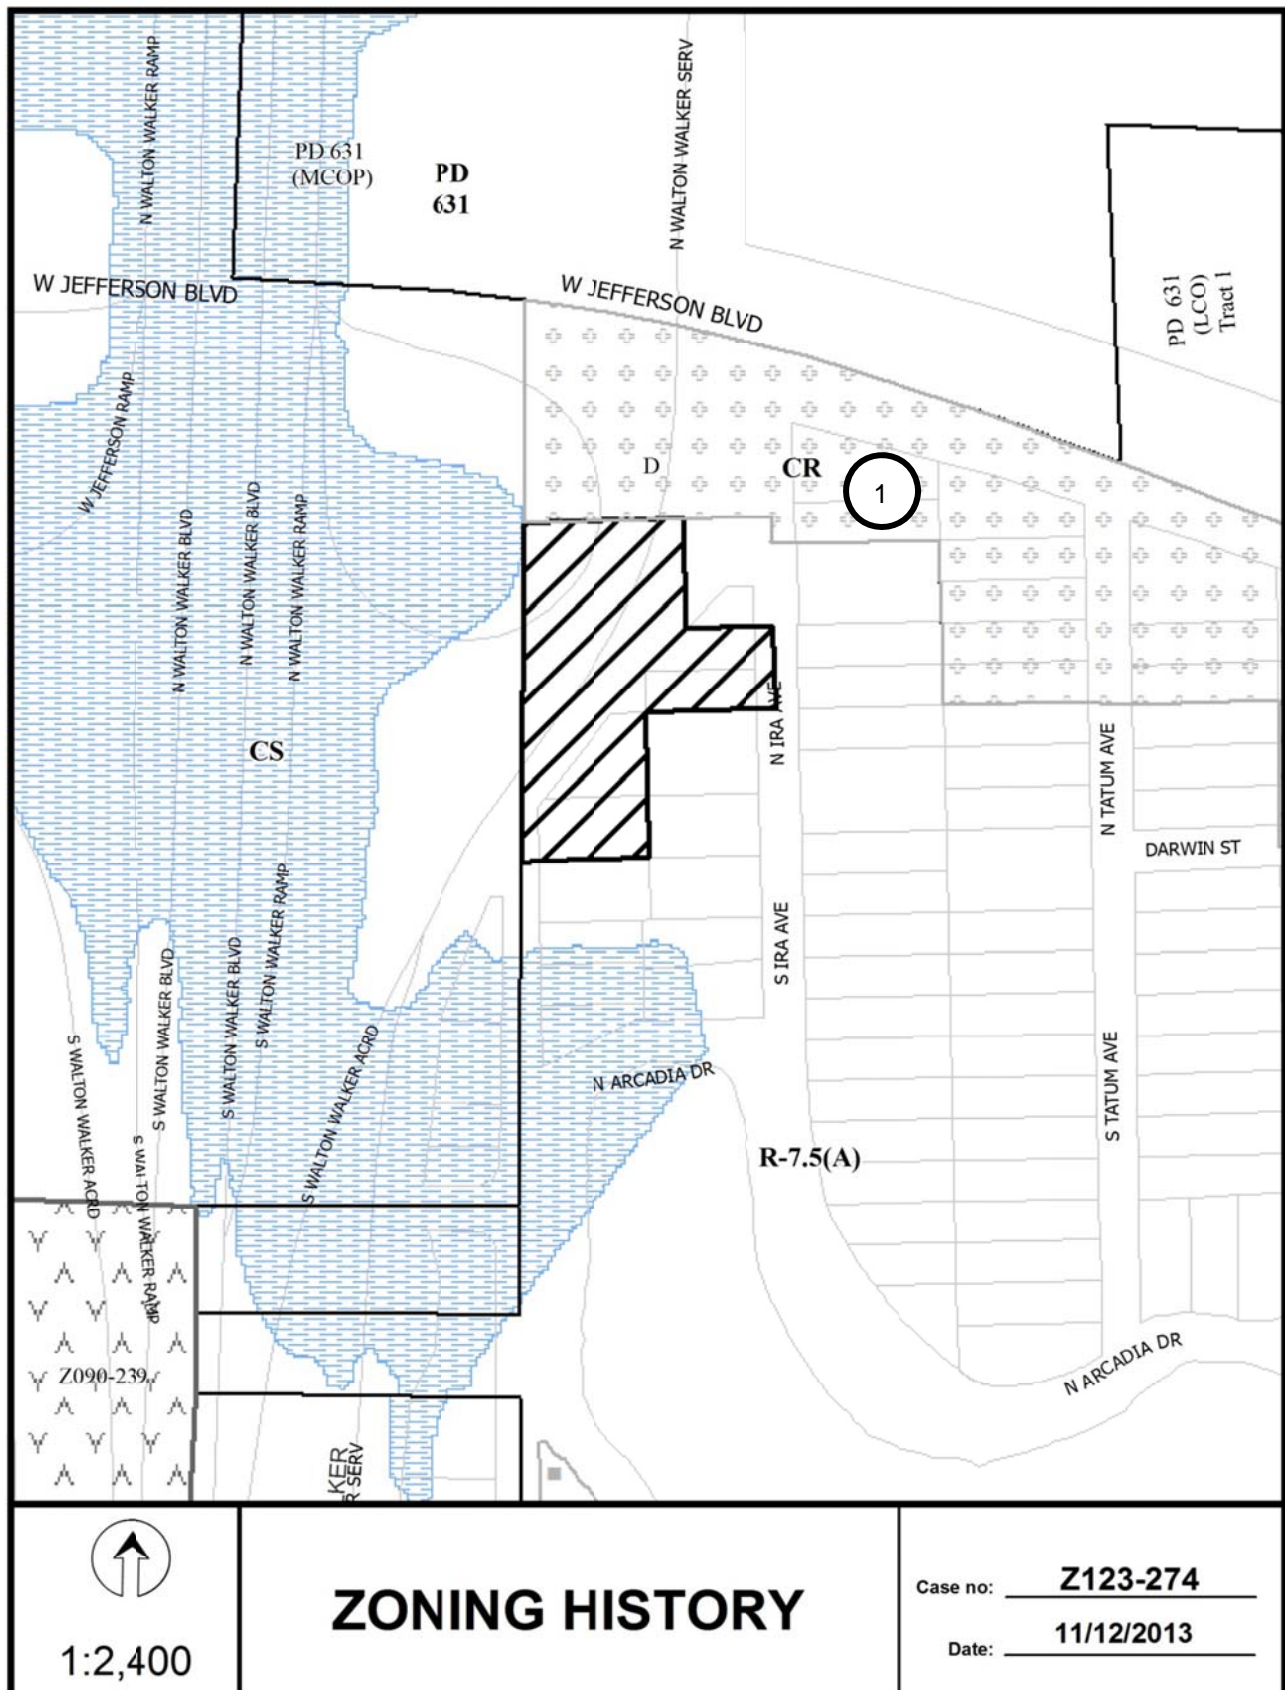 N WALTON WALKER RAMP
PD 631
(MCOP)
PD
631
N WALTON WALKER SERV
W JEFFERSON BLVD
W JEFFERSON BLVD
PD 631
(LCO)
Tract 1
W JEFFERSON RAMP
D
CR
1
N WALTON WALKER BLVD
N WALTON WALKER BLVD
N WALTON WALKER RAMP
CS
N IRA AVE
N TATUM AVE
DARWIN ST
S WALTON WALKER RAMP
S WALTON WALKER BLVD
S WALTON WALKER BLVD
S IRA AVE
S WALTON WALKER ACRD
S WALTON WALKER ACRD
N ARCADIA DR
S TATUM AVE
R-7.5(A)
S WALTON WALKER RAMP
Z090-239
N ARCADIA DR
KER
R SERV
1:2,400
ZONING HISTORY
Case no: Z123-274
Date: 11/12/2013